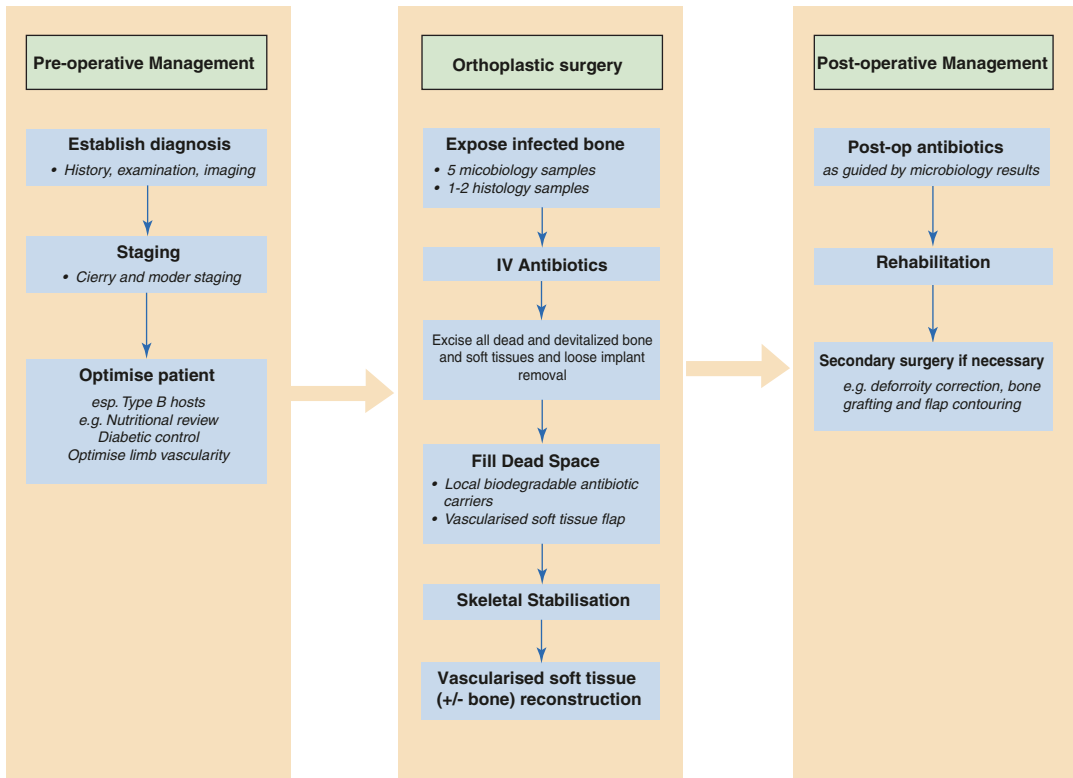 Pre-operative Management
Establish diagnosis
• History, examination, imaging
Staging
• Cierry and moder staging
Optimise patient
esp. Type B hosts
e.g. Nutritional review
Diabetic control
Optimise limb vascularity
Orthoplastic surgery
Expose infected bone
• 5 micobiology samples
• 1-2 histology samples
IV Antibiotics
Excise all dead and devitalized bone
and soft tissues and loose implant
removal
Fill Dead Space
• Local biodegradable antibiotic
carriers
• Vascularised soft tissue flap
Skeletal Stabilisation
Vascularised soft tissue
(+/- bone) reconstruction
Post-operative Management
Post-op antibiotics
as guided by microbiology results
Rehabilitation
Secondary surgery if necessary
e.g. deforroity correction, bone
grafting and flap contouring